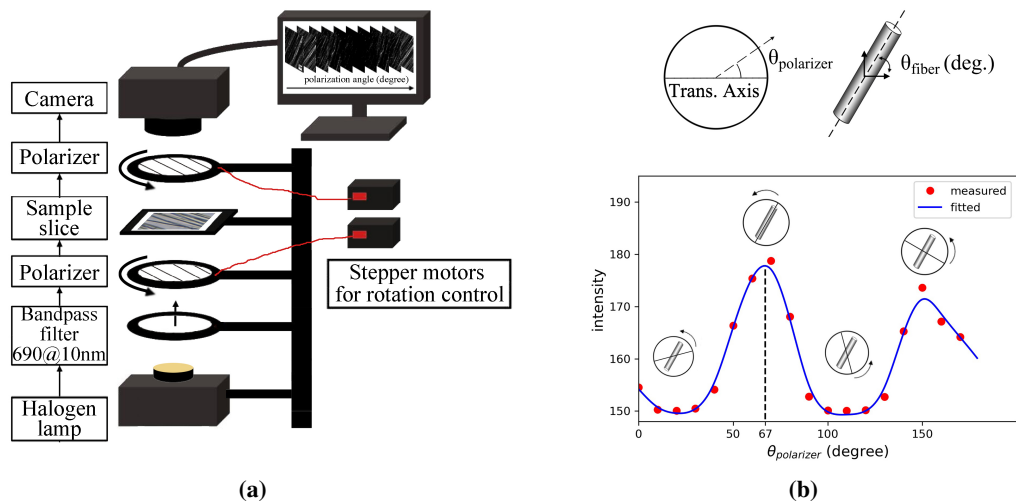 polarization angle (degree)
Camera
Polarizer
Sample
slice
Polarizer
Bandpass
filter
690@10nm
Halogen
lamp
Stepper motors
for rotation control
(a)
θpolarizer
Trans. Axis
θfiber (deg.)
measured
fitted
intensity
190
180
170
160
150
0
50
67
100
150
θpolarizer (degree)
(b)